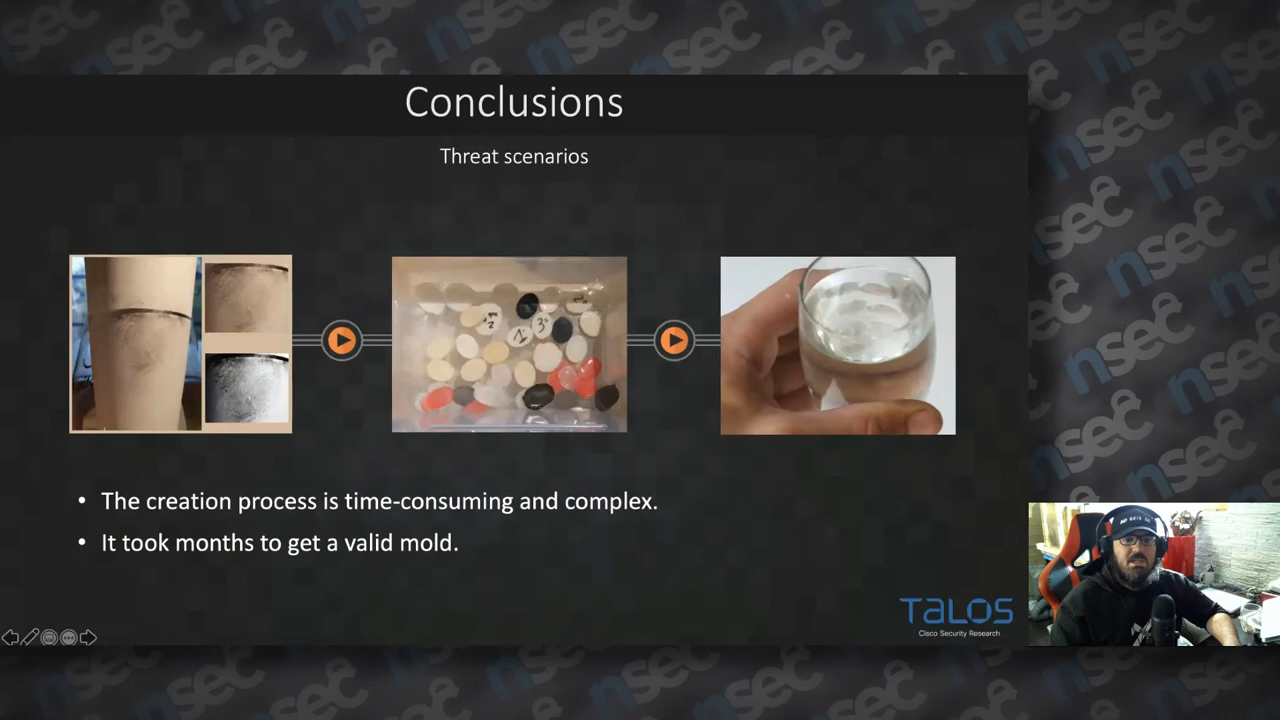 Conclusions
Threat scenarios
• The creation process is time-consuming and complex.
• It took months to get a valid mold.
TALOS
Cisco Security Research
nsec